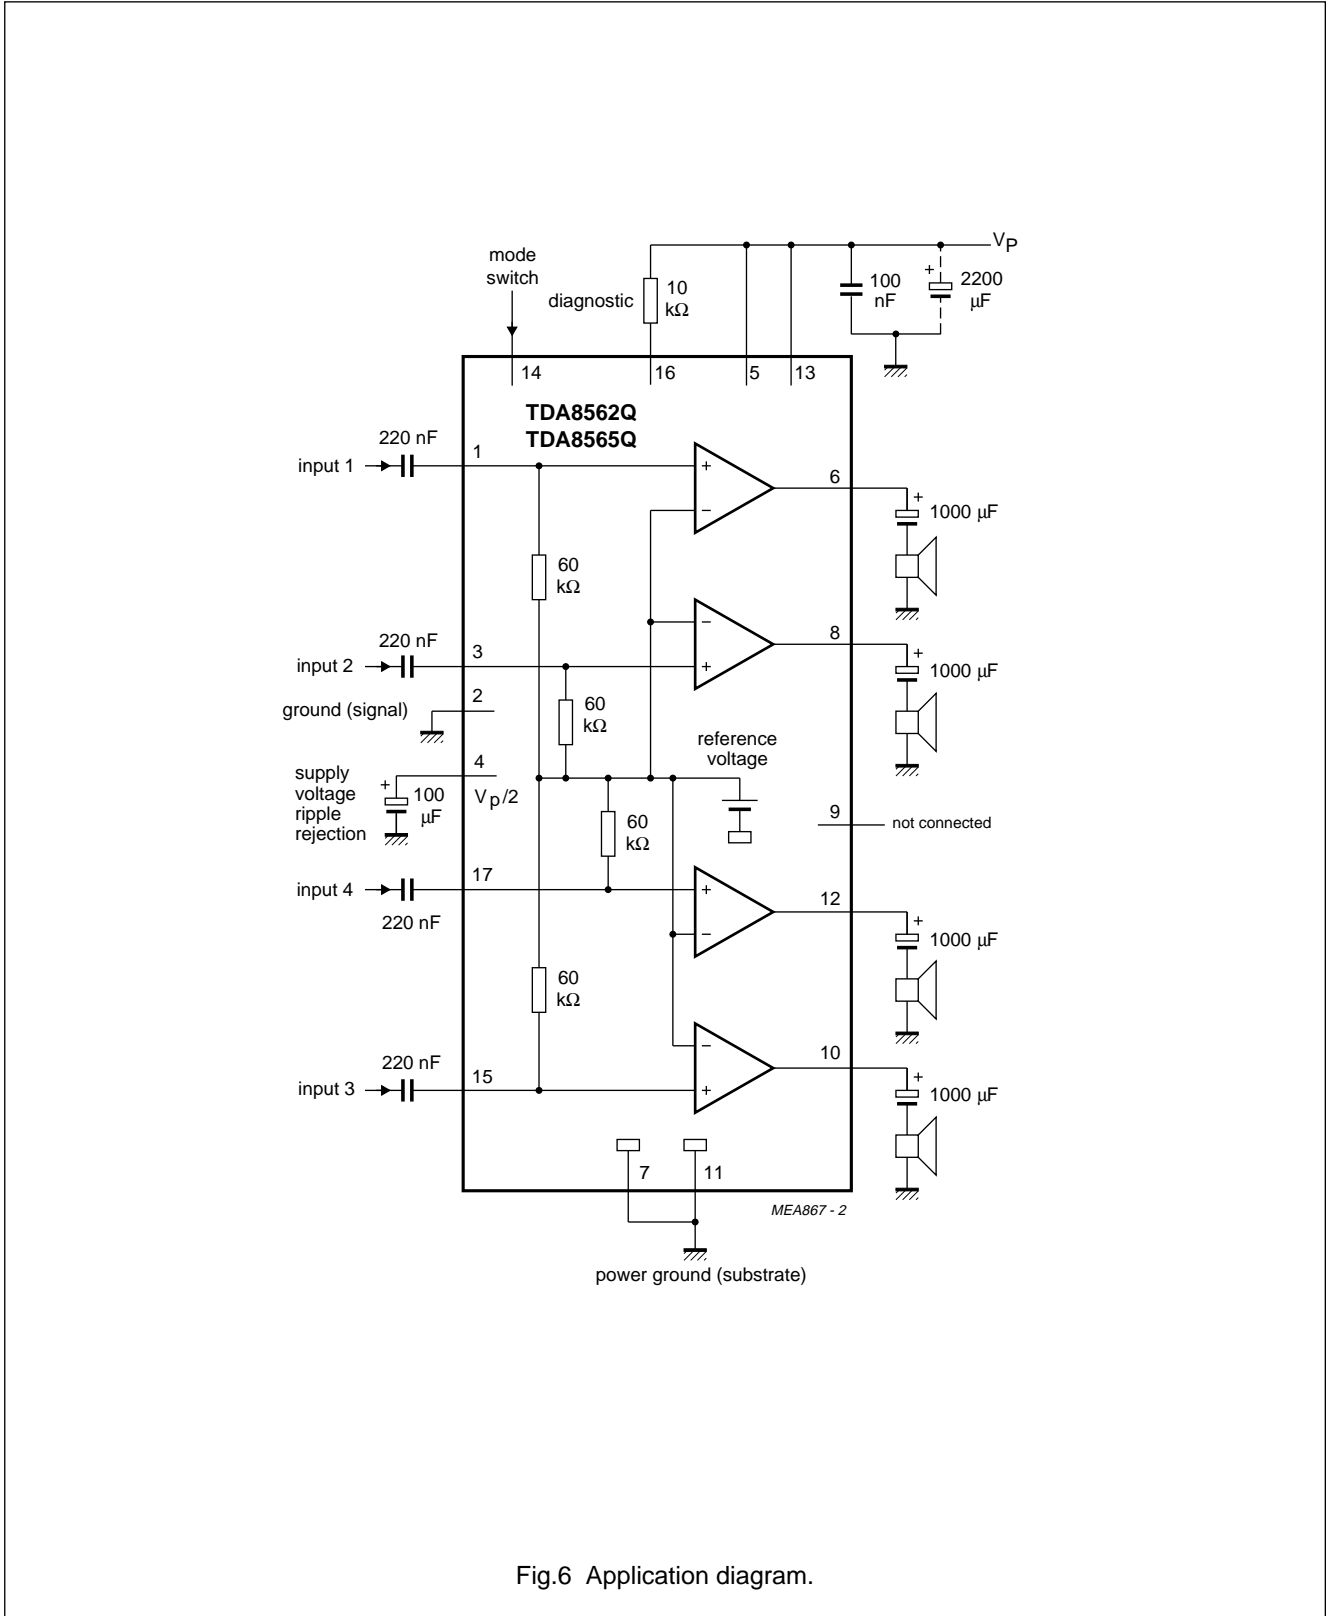 VP
mode
switch
diagnostic
10
kΩ
100
nF
+
2200
µF
14
16
5
13
TDA8562Q
TDA8565Q
220 nF
input 1
1
+
−
6
+
1000 µF
60
kΩ
220 nF
input 2
3
−
+
8
+
1000 µF
2
ground (signal)
60
kΩ
reference
voltage
4
supply
voltage
ripple
rejection
+
100
µF
Vp/2
60
kΩ
9
not connected
17
input 4
220 nF
+
−
12
+
1000 µF
60
kΩ
220 nF
input 3
15
−
+
10
+
1000 µF
7
11
MEA867 - 2
power ground (substrate)
Fig.6 Application diagram.